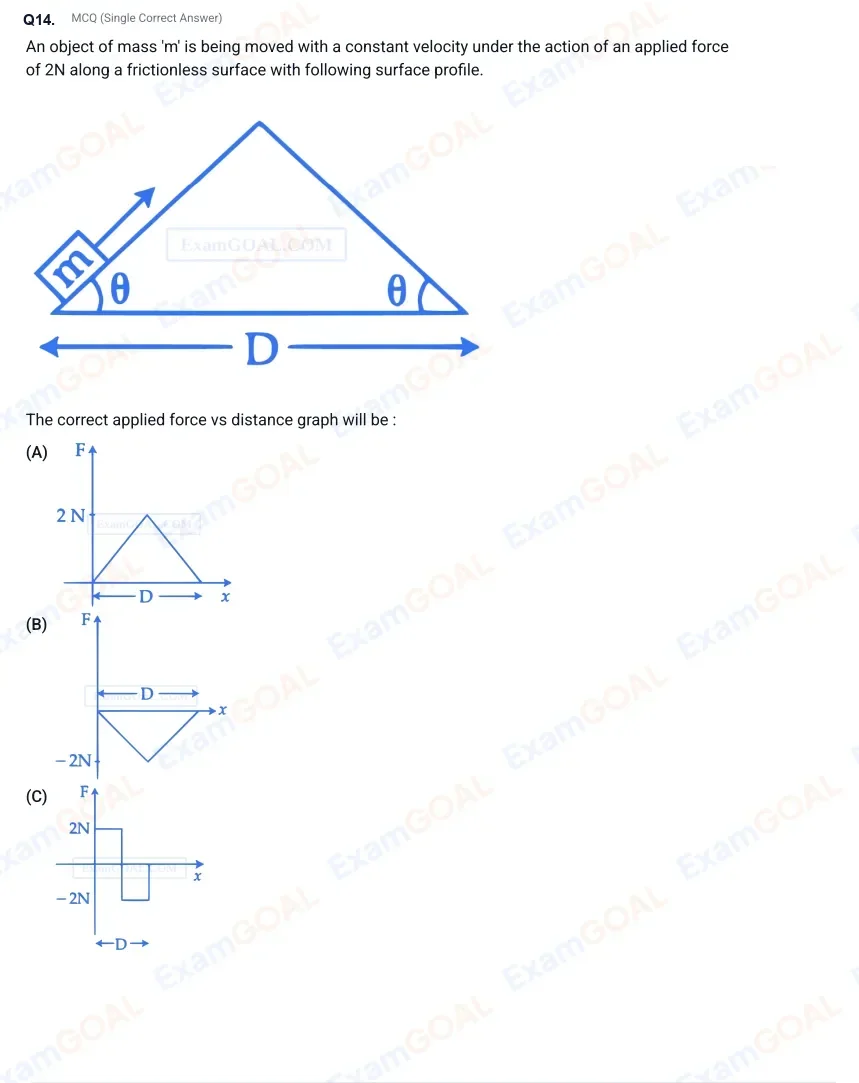 Q14. MCQ (Single Correct Answer)
An object of mass 'm' is being moved with a constant velocity under the action of an applied force
of 2N along a frictionless surface with following surface profile.
m
θ
θ
ExamGOAL.COM
D
The correct applied force vs distance graph will be :
(A)
F
2 N
D
x
(B)
F
D
x
– 2N
(C)
F
2N
x
– 2N
D
ExamGOAL